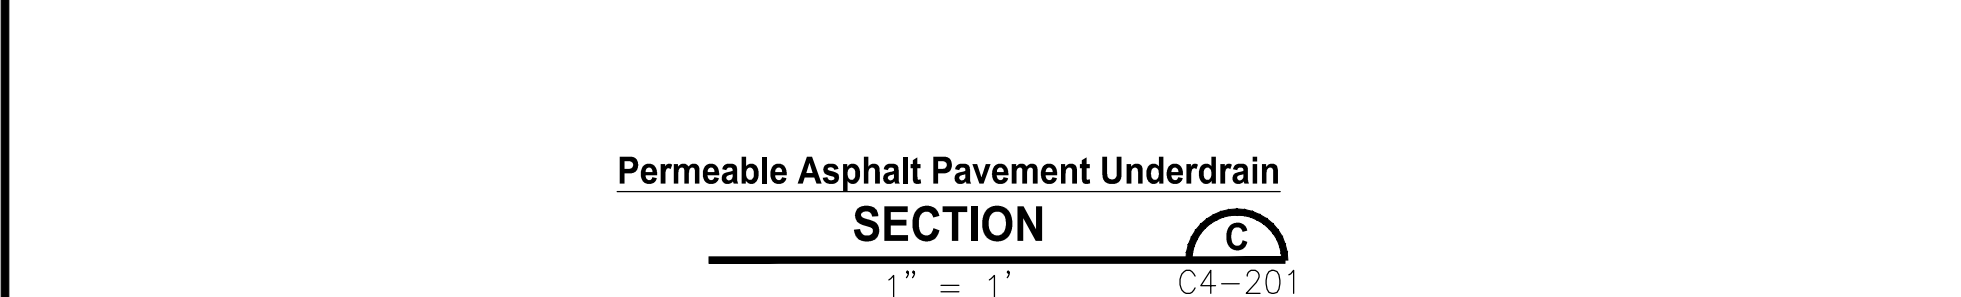 Permeable Asphalt Pavement Underdrain
SECTION
C
1" = 1'
C4-201